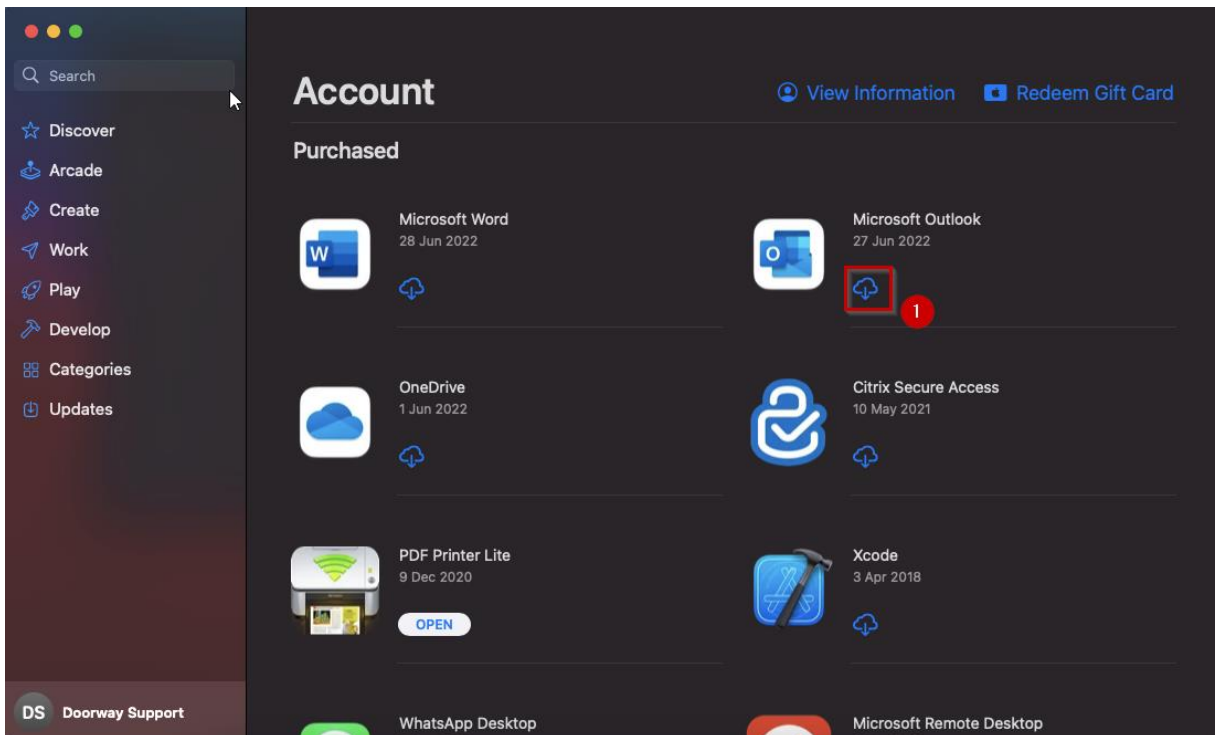 Search
Discover
Arcade
Create
Work
Play
Develop
Categories
Updates
DS Doorway Support
Account
View Information
Redeem Gift Card
Purchased
W
Microsoft Word
28 Jun 2022
O
Microsoft Outlook
27 Jun 2022
1
OneDrive
1 Jun 2022
Citrix Secure Access
10 May 2021
PDF Printer Lite
9 Dec 2020
OPEN
Xcode
3 Apr 2018
WhatsApp Desktop
Microsoft Remote Desktop